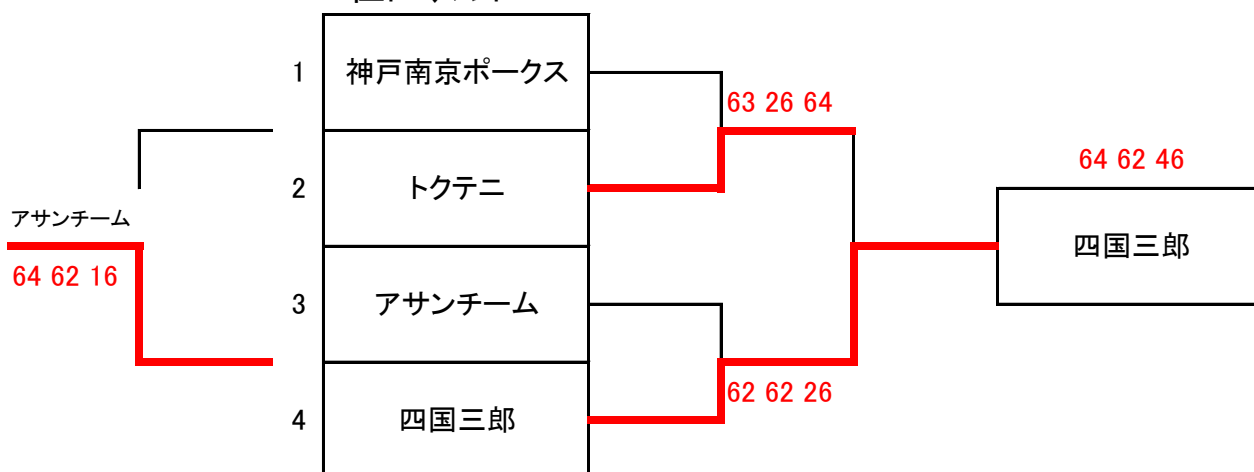 1 神戸南京ポークス
63 26 64
2 トクテニ
64 62 46
アサンチーム
四国三郎
64 62 16
3 アサンチーム
62 62 26
4 四国三郎